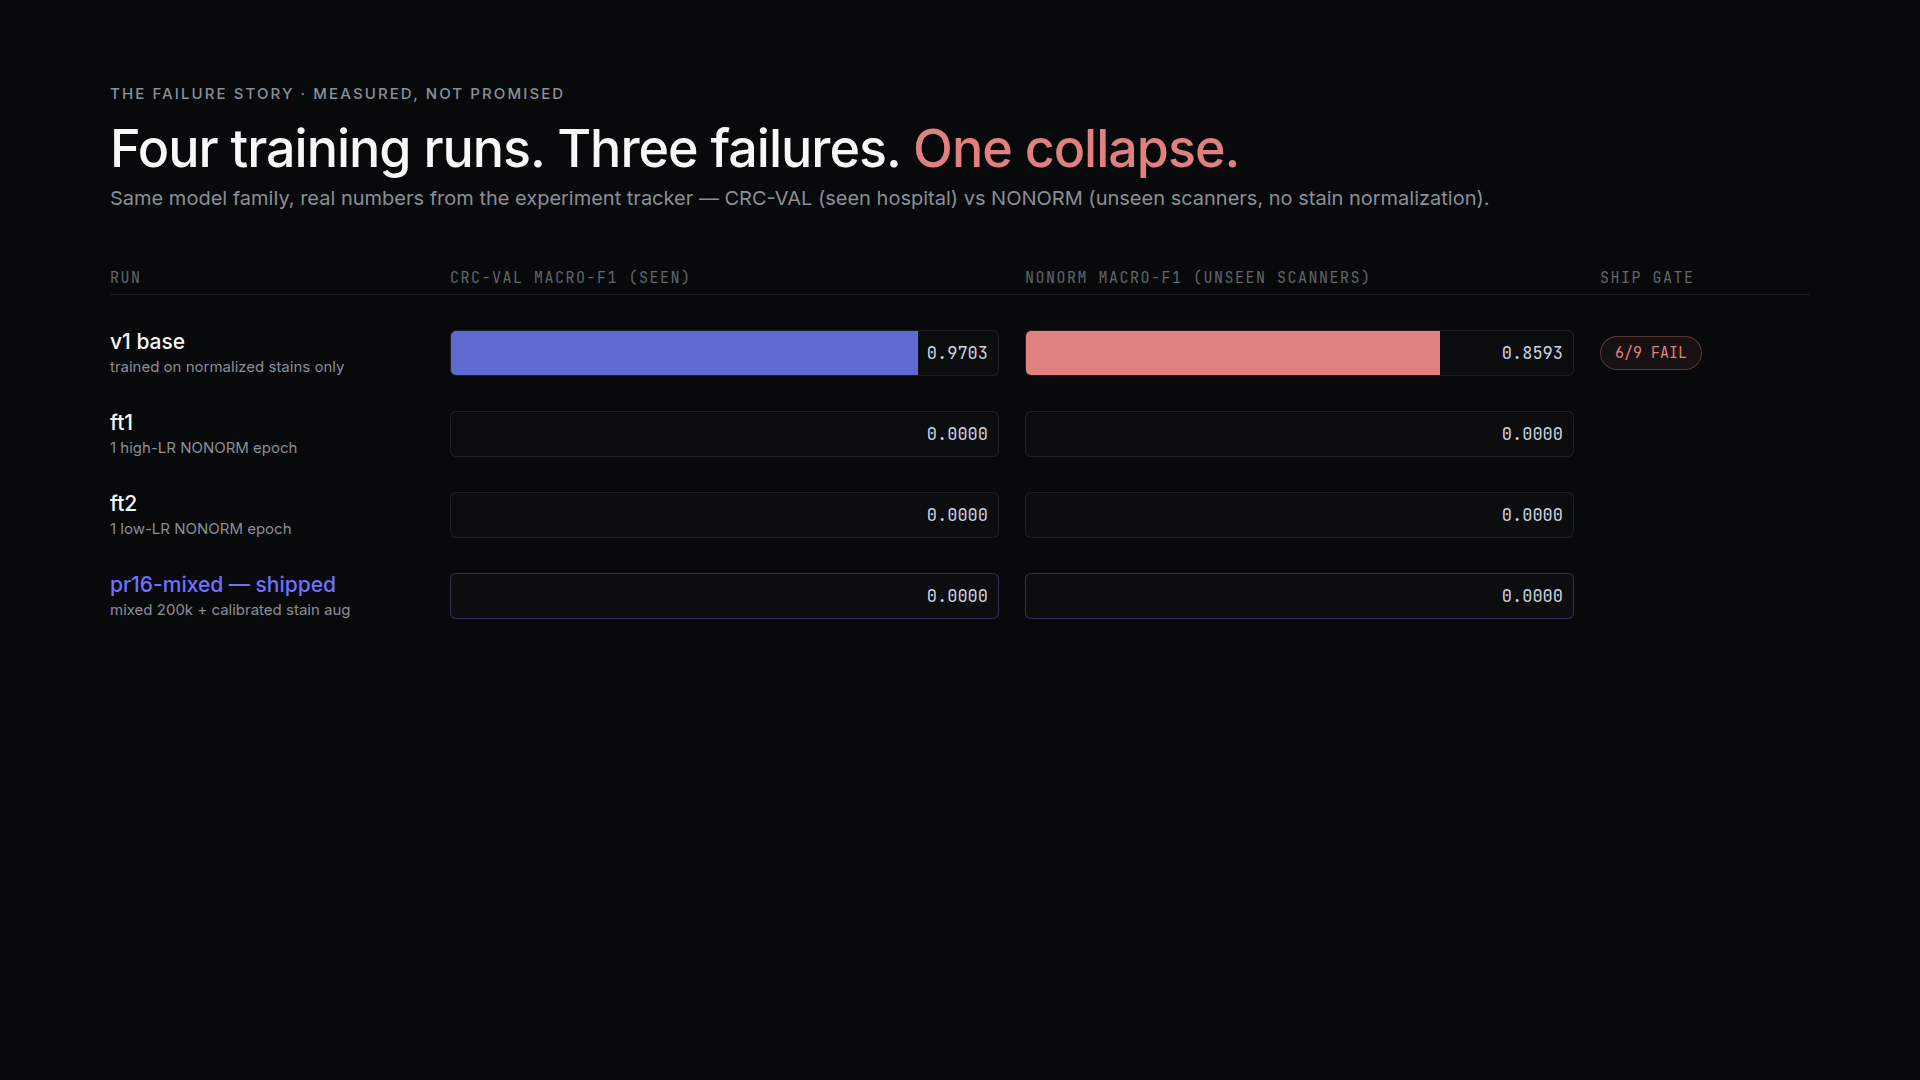 THE FAILURE STORY · MEASURED, NOT PROMISED
Four training runs. Three failures. One collapse.
Same model family, real numbers from the experiment tracker — CRC-VAL (seen hospital) vs NONORM (unseen scanners, no stain normalization).
RUN CRC-VAL MACRO-F1 (SEEN) NONORM MACRO-F1 (UNSEEN SCANNERS) SHIP GATE
v1 base
trained on normalized stains only
0.9703 0.8593 6/9 FAIL
ft1
1 high-LR NONORM epoch
0.0000 0.0000
ft2
1 low-LR NONORM epoch
0.0000 0.0000
pr16-mixed — shipped
mixed 200k + calibrated stain aug
0.0000 0.0000